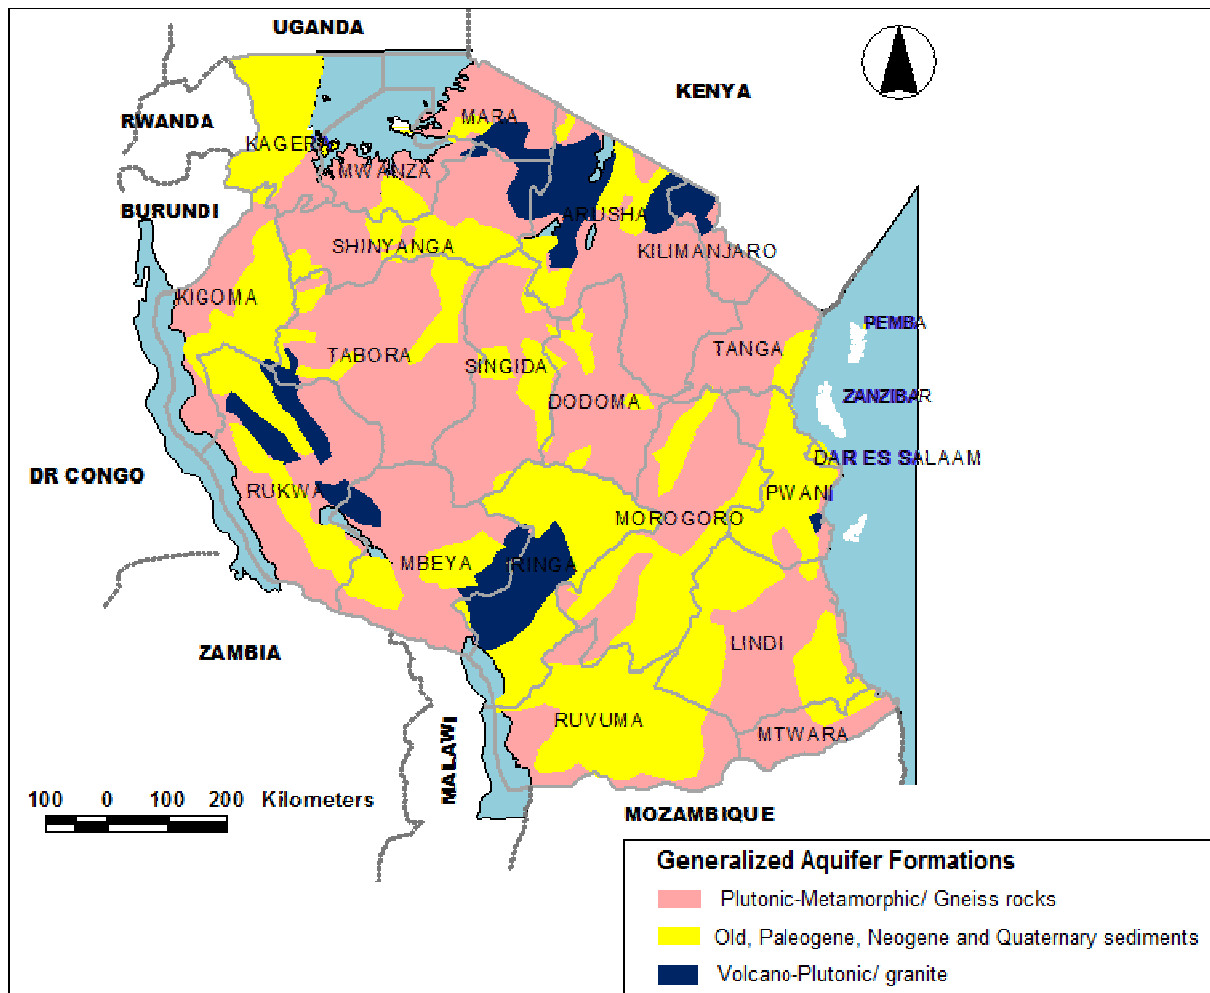 UGANDA
KENYA
MARA
RWANDA
KAGERA
MWANZA
BURUNDI
ARUSHA
SHINYANGA
KILIMANJARO
KIGOMA
PEMBA
TANGA
TABORA
SINGIDA
ZANZIBAR
DODOMA
DAR ES SALAAM
DR CONGO
RUKWA
PWANI
MOROGORO
MBEYA
IRINGA
LINDI
ZAMBIA
RUVUMA
MTWARA
MALAWI
100 0 100 200 Kilometers
MOZAMBIQUE
Generalized Aquifer Formations
Plutonic-Metamorphic/ Gneiss rocks
Old, Paleogene, Neogene and Quaternary sediments
Volcano-Plutonic/ granite